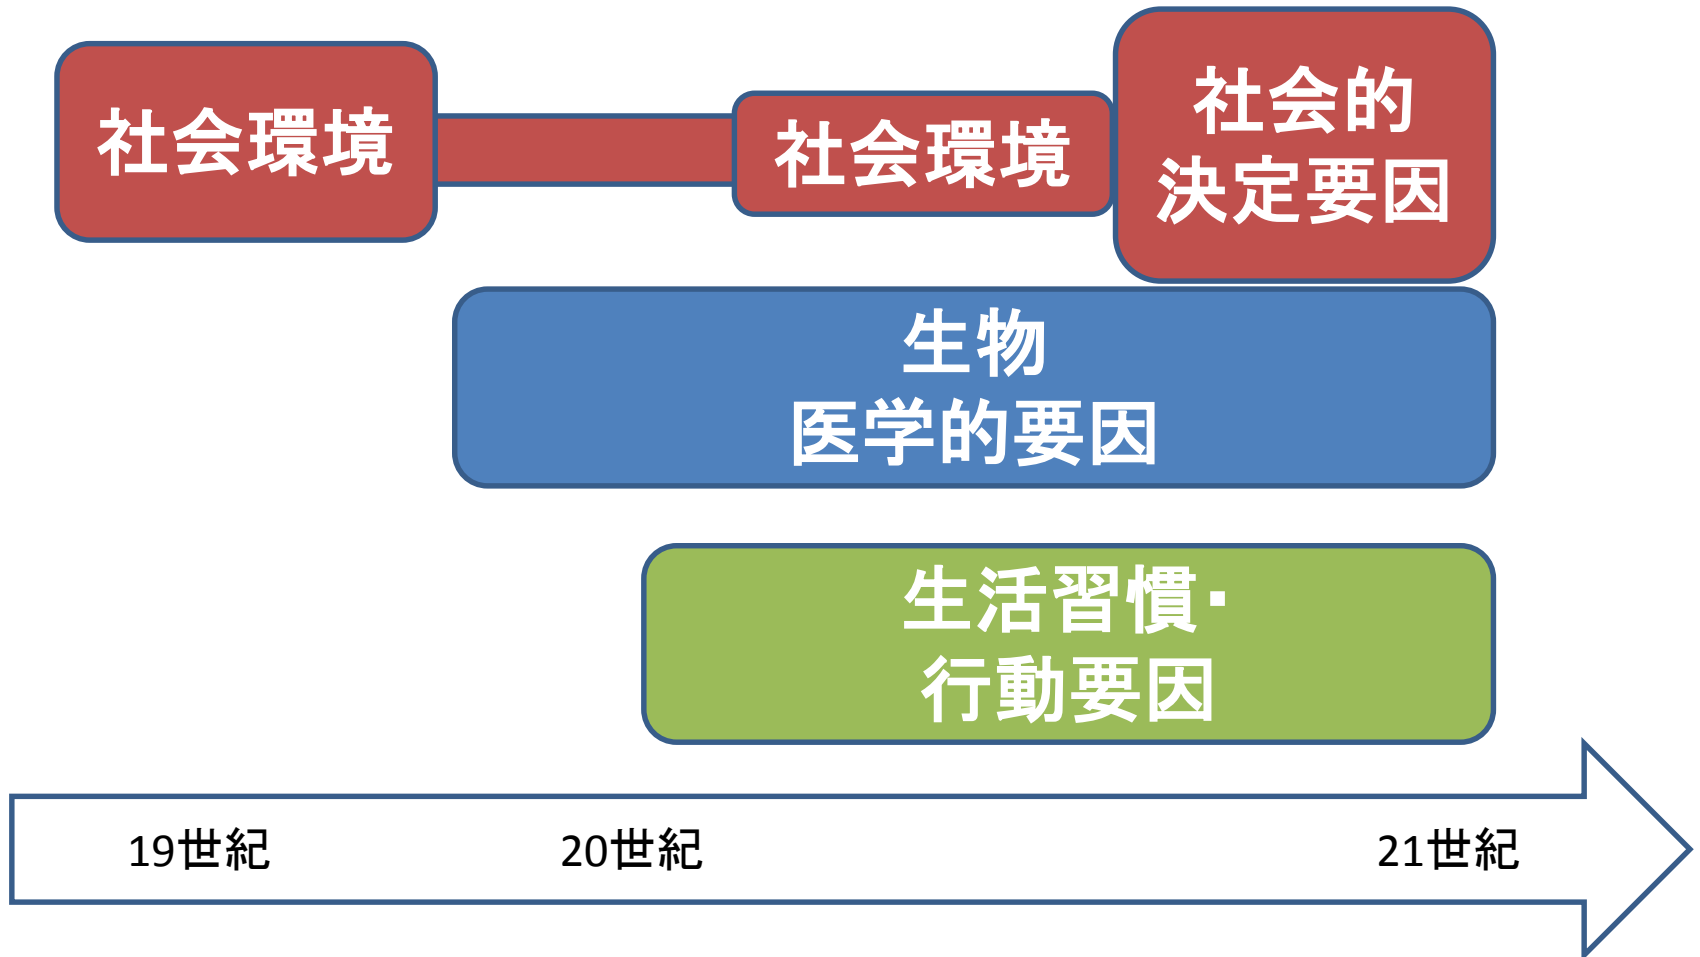 社会環境
社会環境
社会的
決定要因
生物
医学的要因
生活習慣・
行動要因
19世紀
20世紀
21世紀